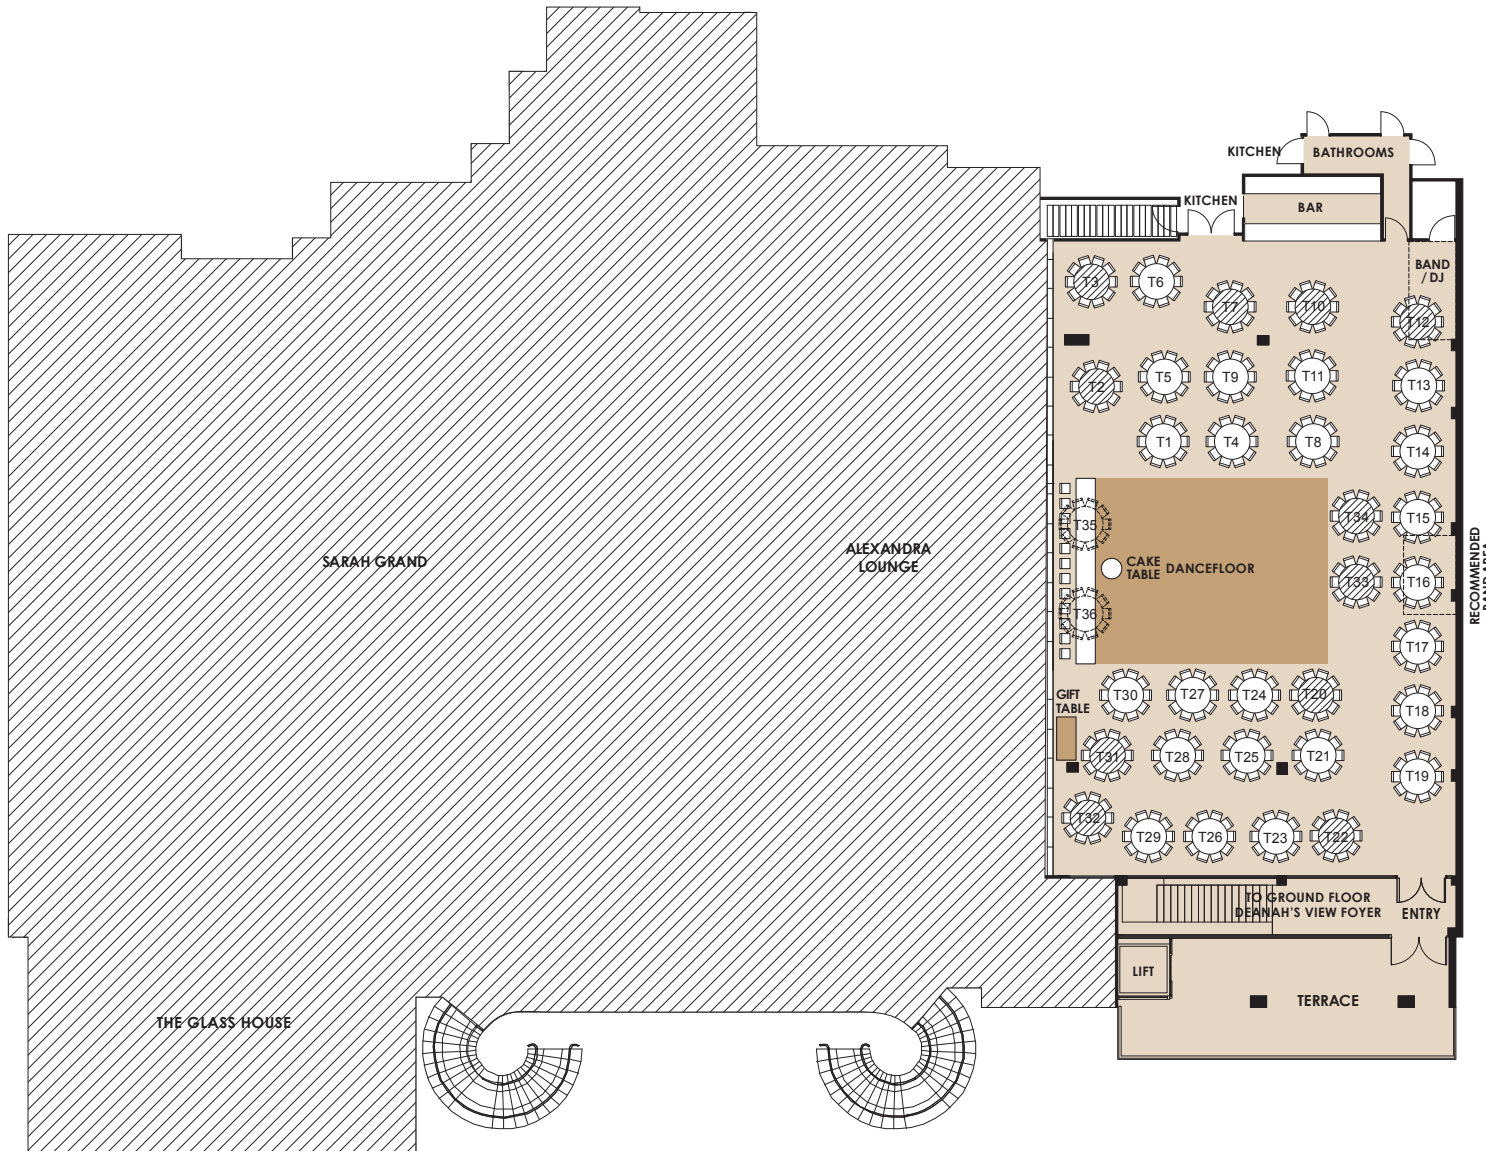 KITCHEN
BATHROOMS
KITCHEN
BAR
BAND
/ DJ
T3
T6
T7
T10
T12
T2
T5
T9
T11
T13
T1
T4
T8
T14
T35
T34
T15
SARAH GRAND
ALEXANDRA
LOUNGE
CAKE
TABLE
DANCEFLOOR
T33
T16
RECOMMENDED
BAND AREA
T36
T17
GIFT
TABLE
T30
T27
T24
T20
T18
T31
T28
T25
T21
T19
T32
T29
T26
T23
T22
TO GROUND FLOOR
DEANAH'S VIEW FOYER
ENTRY
LIFT
TERRACE
THE GLASS HOUSE